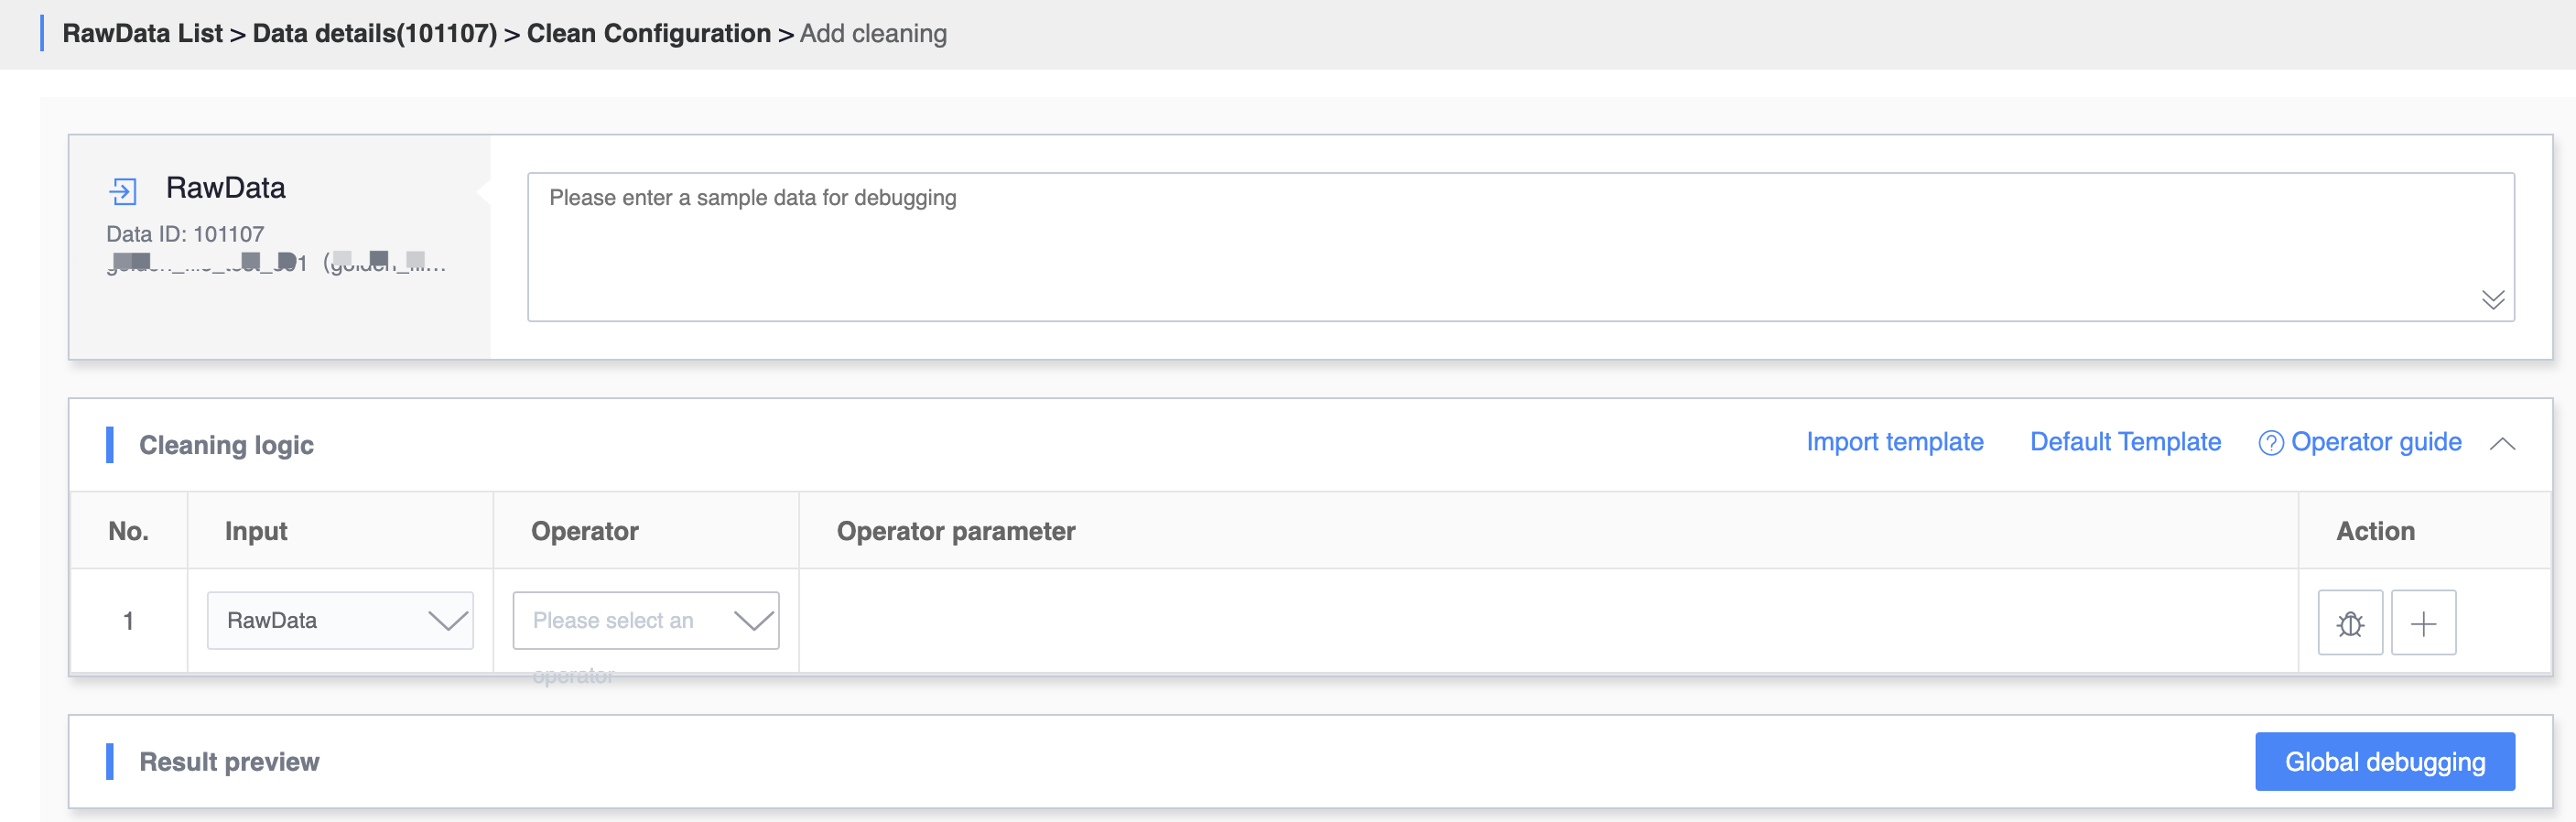 RawData List > Data details(101107) > Clean Configuration > Add cleaning
RawData
Please enter a sample data for debugging
Data ID: 101107
Cleaning logic
Import template Default Template ? Operator guide
No. Input Operator Operator parameter Action
1 RawData Please select an
operator
Result preview Global debugging